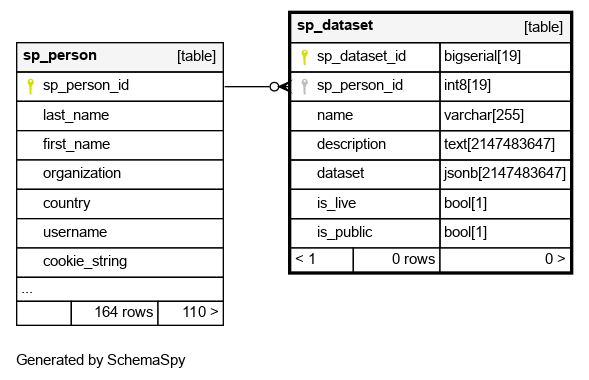 sp_person [table]
sp_person_id
last_name
first_name
organization
country
username
cookie_string
...
164 rows 110 >
sp_dataset [table]
sp_dataset_id bigserial[19]
sp_person_id int8[19]
name varchar[255]
description text[2147483647]
dataset jsonb[2147483647]
is_live bool[1]
is_public bool[1]
< 1 0 rows 0 >
Generated by SchemaSpy